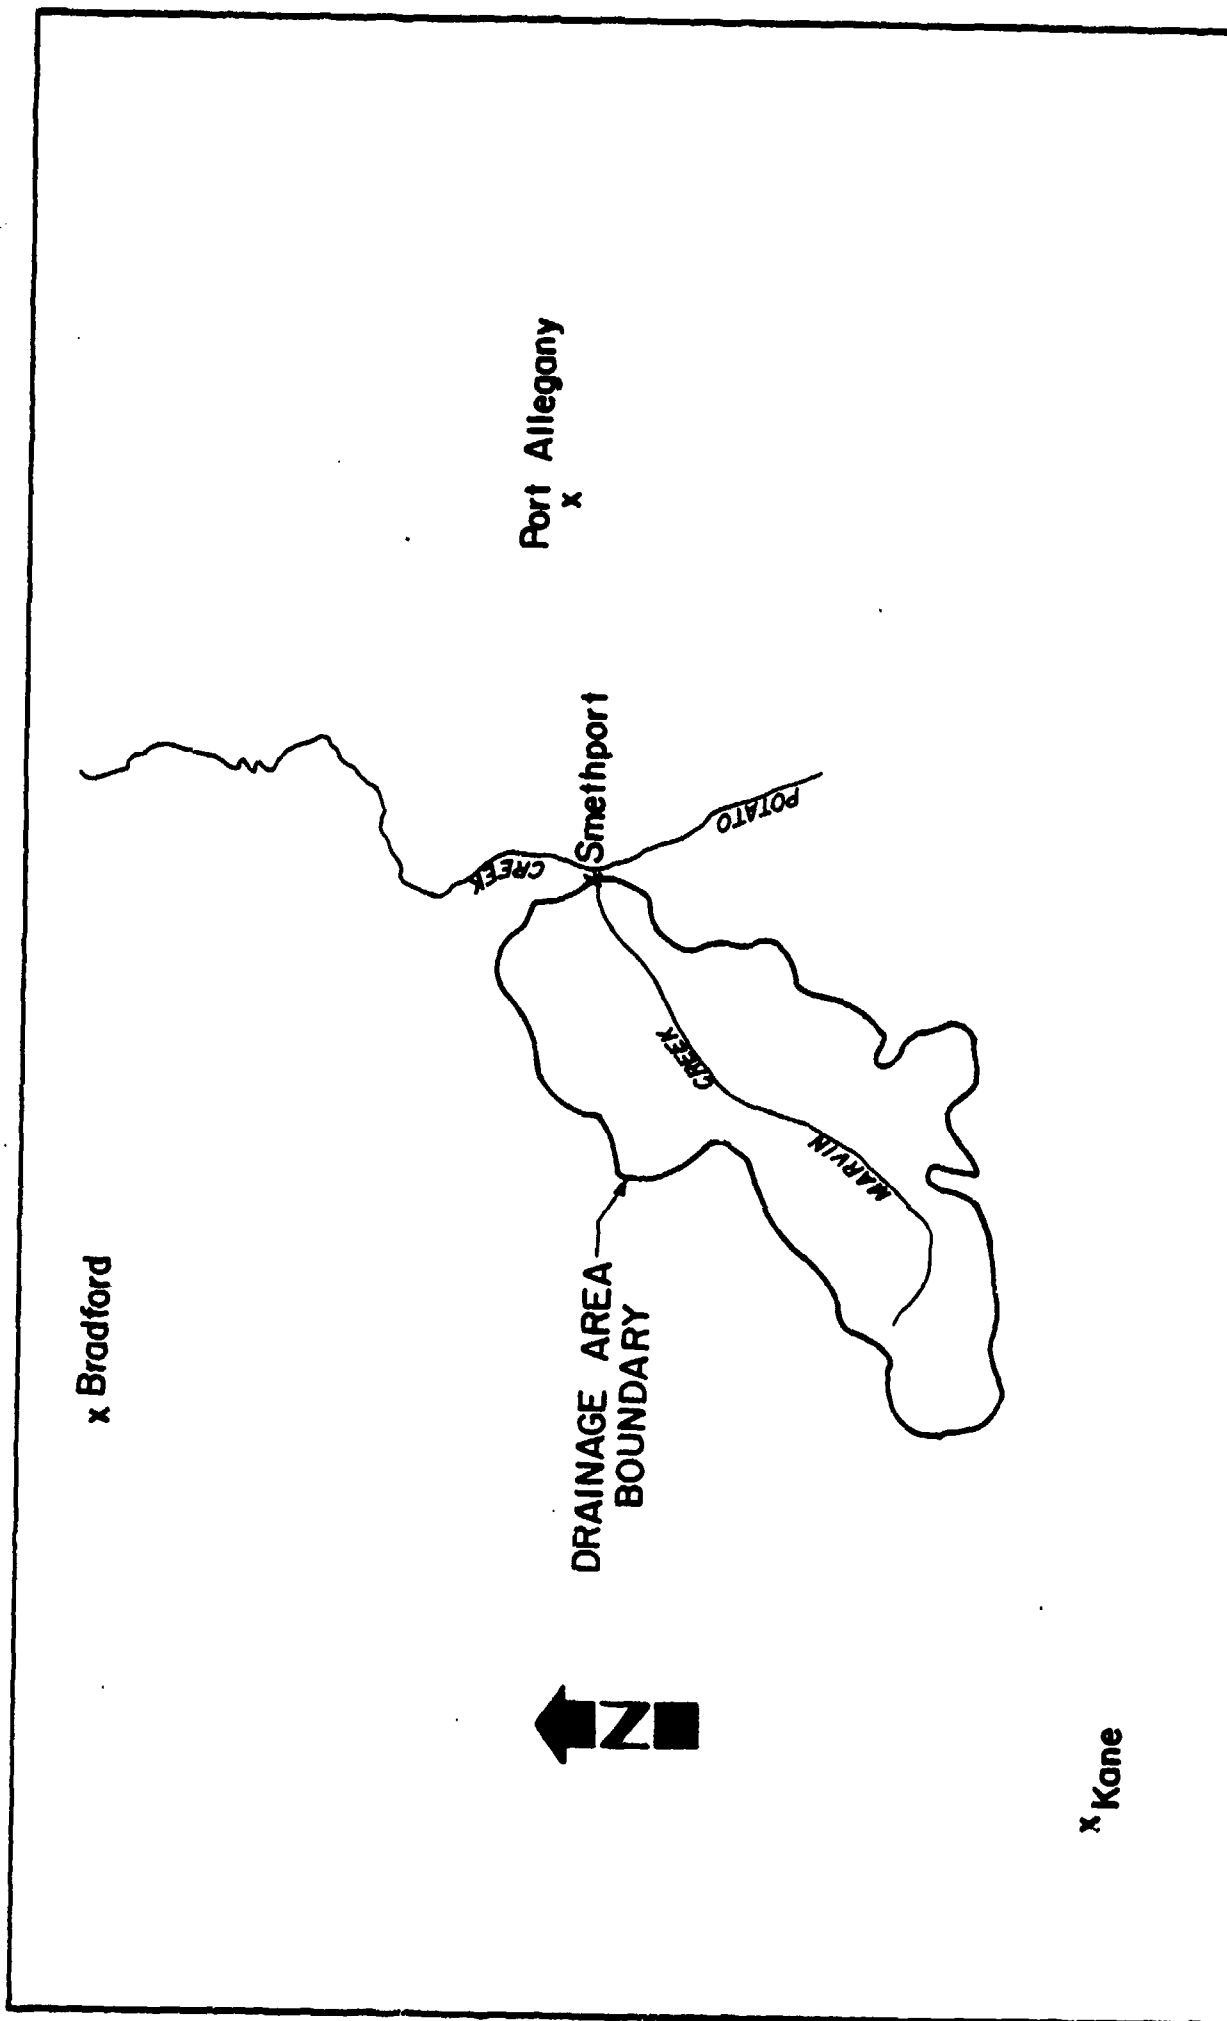 x Bradford
Port Allegany
x
CREEK
x Smethport
POTATO
CREEK
MARVIN
DRAINAGE AREA
BOUNDARY
N
x Kane